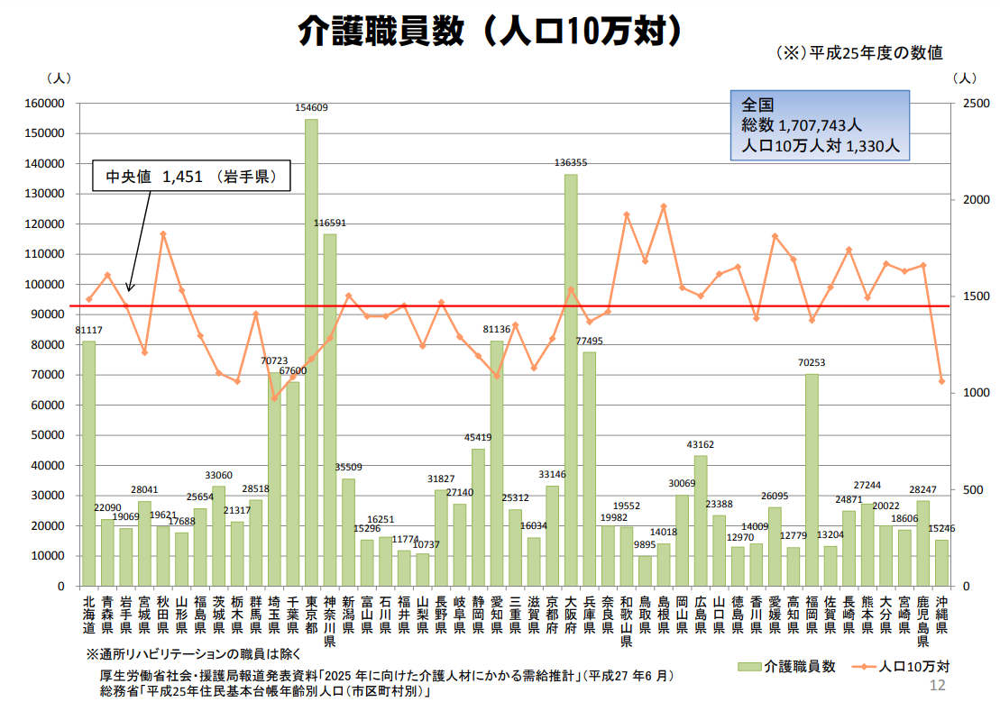 介護職員数（人口10万対）
（※）平成25年度の数値
（人）
（人）
全国
総数 1,707,743人
人口10万人対 1,330人
中央値 1,451 （岩手県）
160000
150000
140000
130000
120000
110000
100000
90000
80000
70000
60000
50000
40000
30000
20000
10000
0
2500
2000
1500
1000
500
0
81117
22090
19069
28041
19621
17688
25654
33060
21317
28518
70723
67600
154609
116591
35509
15296
16251
11774
10737
31827
27140
45419
81136
25312
16034
33146
136355
77495
19982
19552
9895
14018
30069
43162
23388
12970
14009
26095
12779
70253
13204
24871
27244
20022
18606
28247
15246
北海道
青森県
岩手県
宮城県
秋田県
山形県
福島県
茨城県
栃木県
群馬県
埼玉県
千葉県
東京都
神奈川県
新潟県
富山県
石川県
福井県
山梨県
長野県
岐阜県
静岡県
愛知県
三重県
滋賀県
京都府
大阪府
兵庫県
奈良県
和歌山県
鳥取県
島根県
岡山県
広島県
山口県
徳島県
香川県
愛媛県
高知県
福岡県
佐賀県
長崎県
熊本県
大分県
宮崎県
鹿児島県
沖縄県
※通所リハビリテーションの職員は除く
厚生労働省社会・援護局報道発表資料「2025 年に向けた介護人材にかかる需給推計」（平成27 年6 月）
総務省「平成25年住民基本台帳年齢別人口（市区町村別）」
介護職員数
人口10万対
12